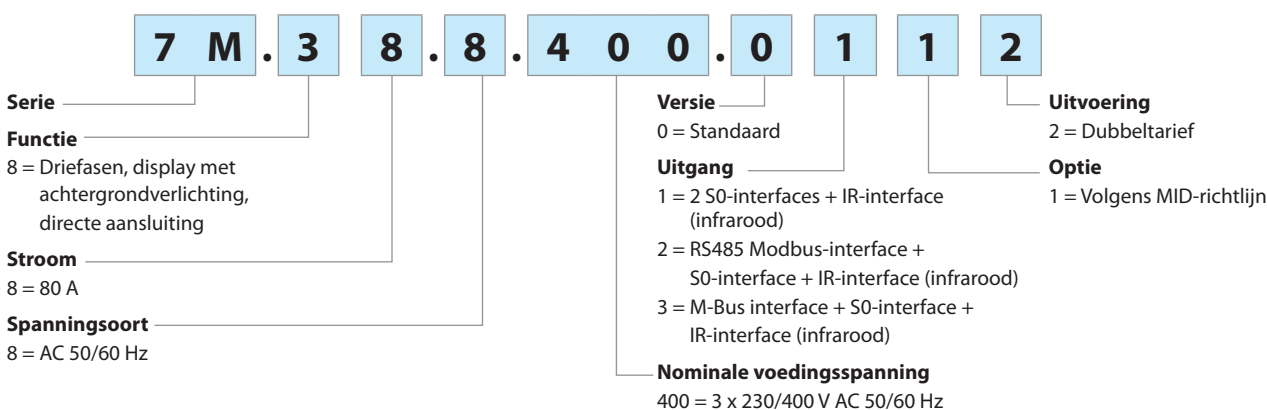 7 M . 3 8 . 8 . 4 0 0 . 0 1 1 2
Serie
Functie
8 = Driefasen, display met
achtergrondverlichting,
directe aansluiting
Stroom
8 = 80 A
Spanningsoort
8 = AC 50/60 Hz
Versie
0 = Standaard
Uitgang
1 = 2 S0-interfaces + IR-interface
(infrarood)
2 = RS485 Modbus-interface +
S0-interface + IR-interface (infrarood)
3 = M-Bus interface + S0-interface +
IR-interface (infrarood)
Nominale voedingsspanning
400 = 3 x 230/400 V AC 50/60 Hz
Uitvoering
2 = Dubbeltarief
Optie
1 = Volgens MID-richtlijn